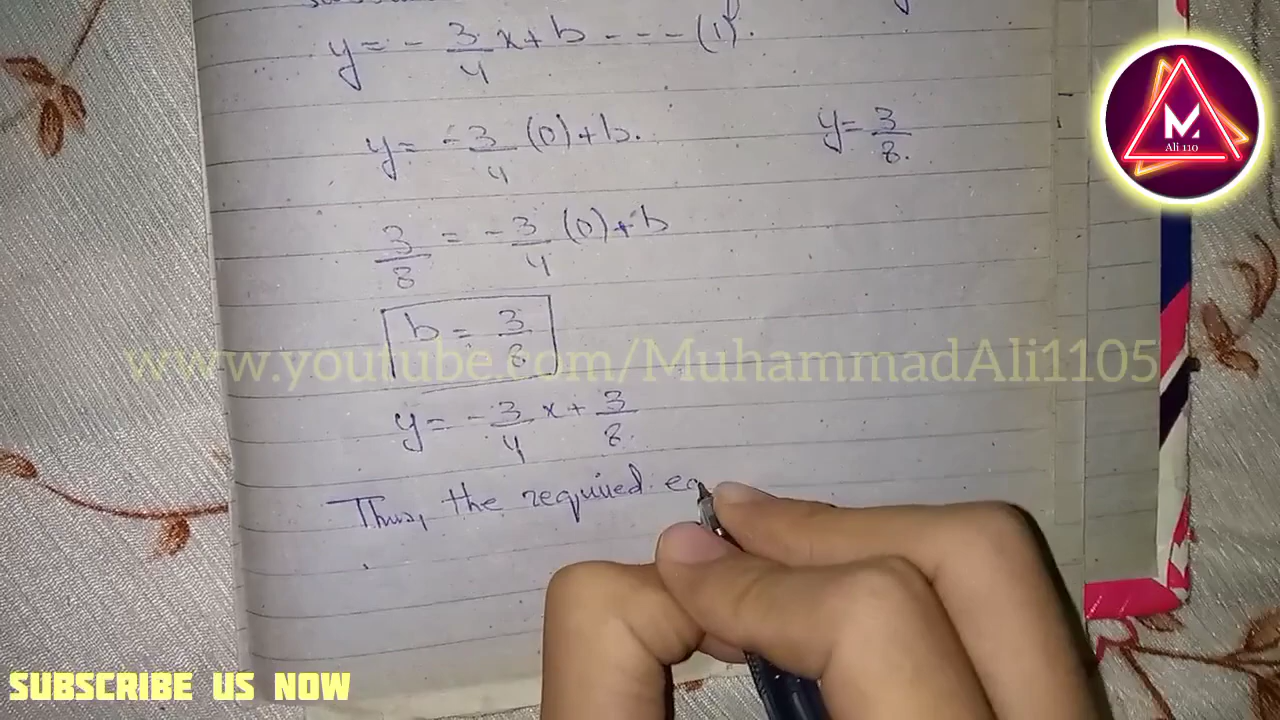 y = - 3/4 x + b - - - - (1).
y = -3/4 (0) + b.
y = 3/8.
3/8 = -3/4 (0) + b
b = 3/8
y = -3/4 x + 3/8.
Thus, the required eq
M
Ali 110
www.youtube.com/MuhammadAli1105
SUBSCRIBE US NOW